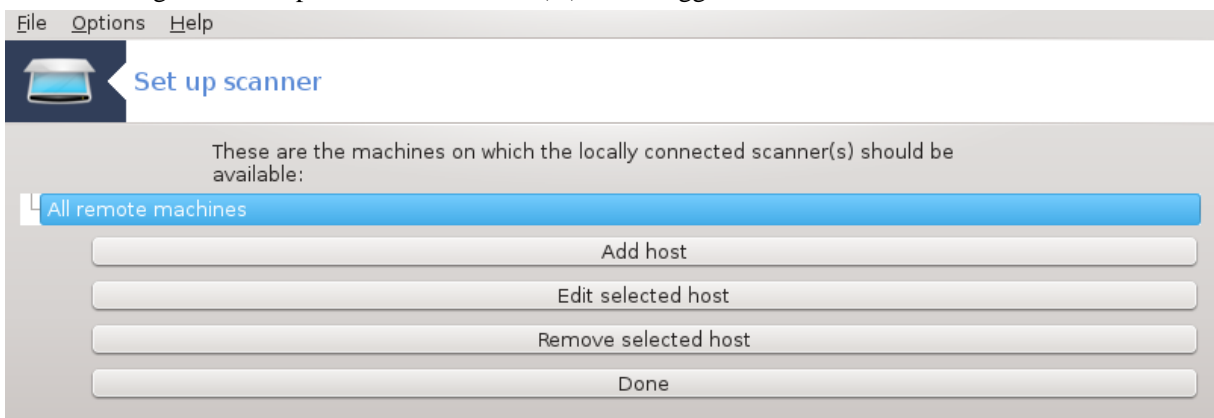 File Options Help
Set up scanner
These are the machines on which the locally connected scanner(s) should be
available:
All remote machines
Add host
Edit selected host
Remove selected host
Done